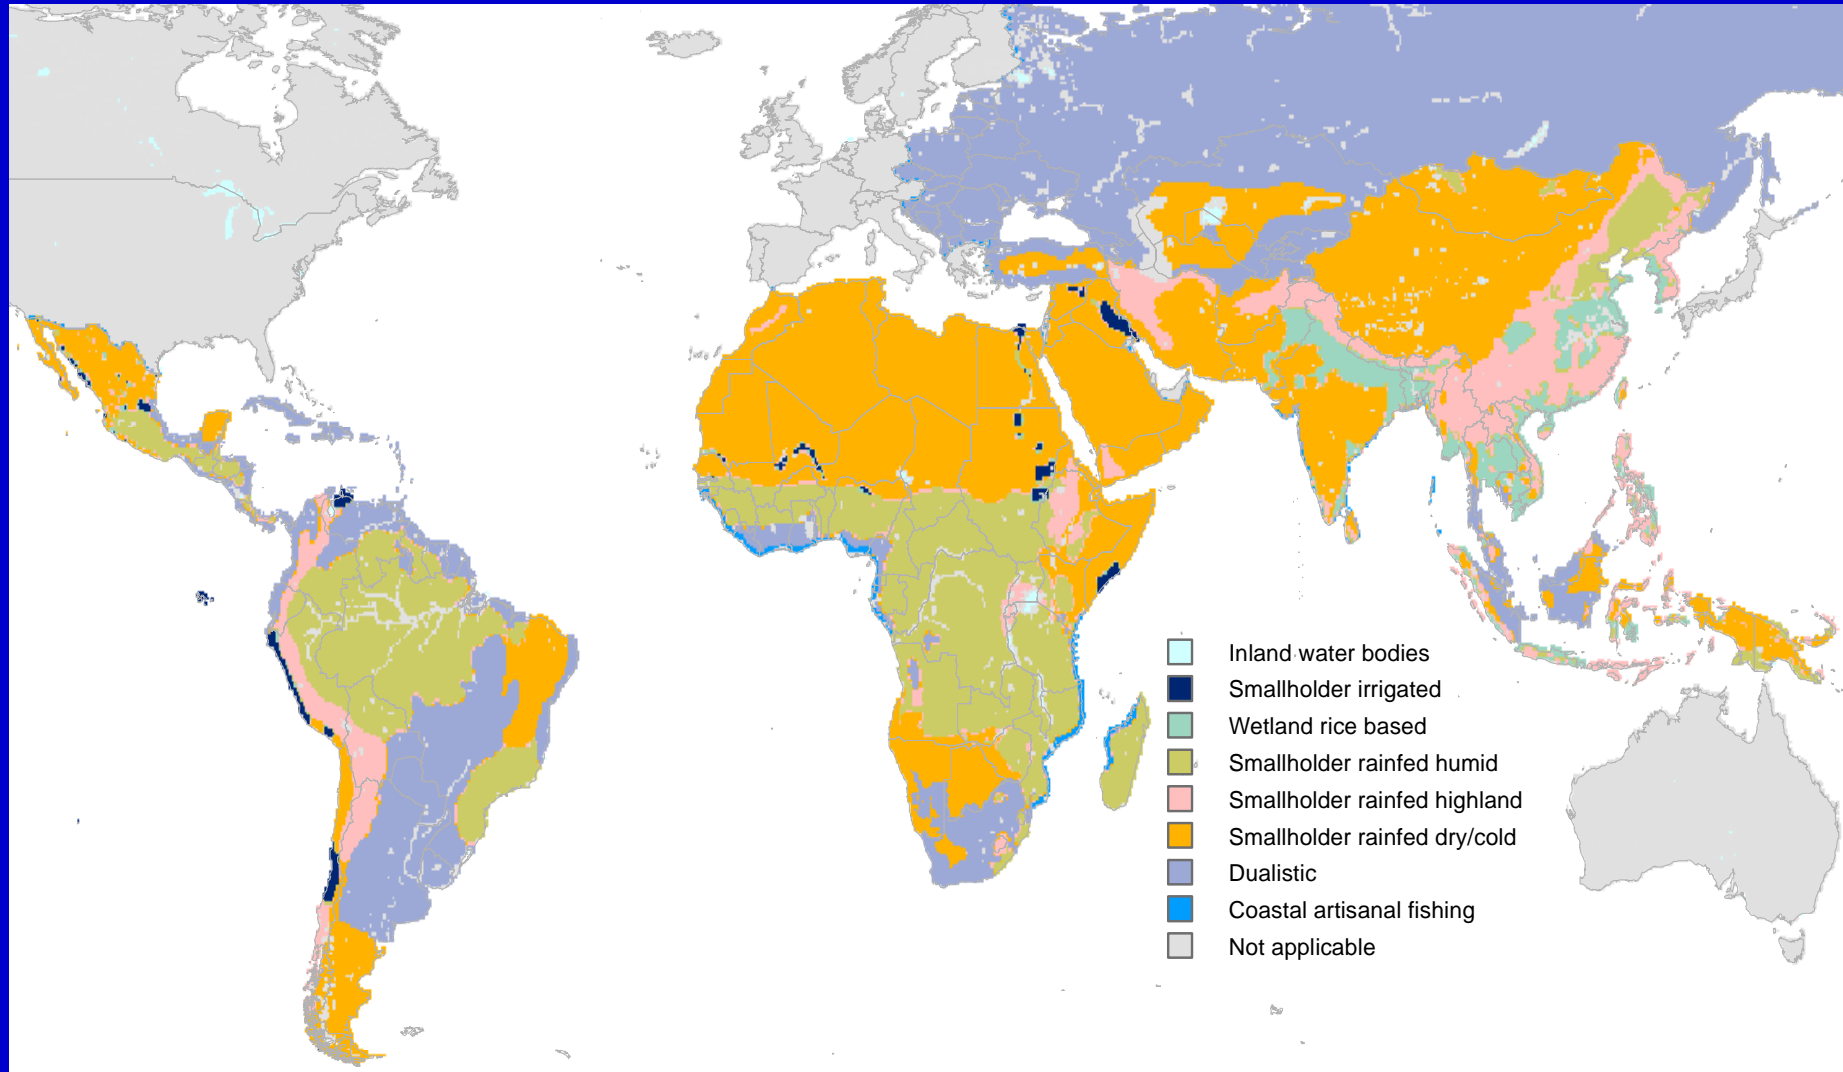 Inland water bodies
Smallholder irrigated
Wetland rice based
Smallholder rainfed humid
Smallholder rainfed highland
Smallholder rainfed dry/cold
Dualistic
Coastal artisanal fishing
Not applicable